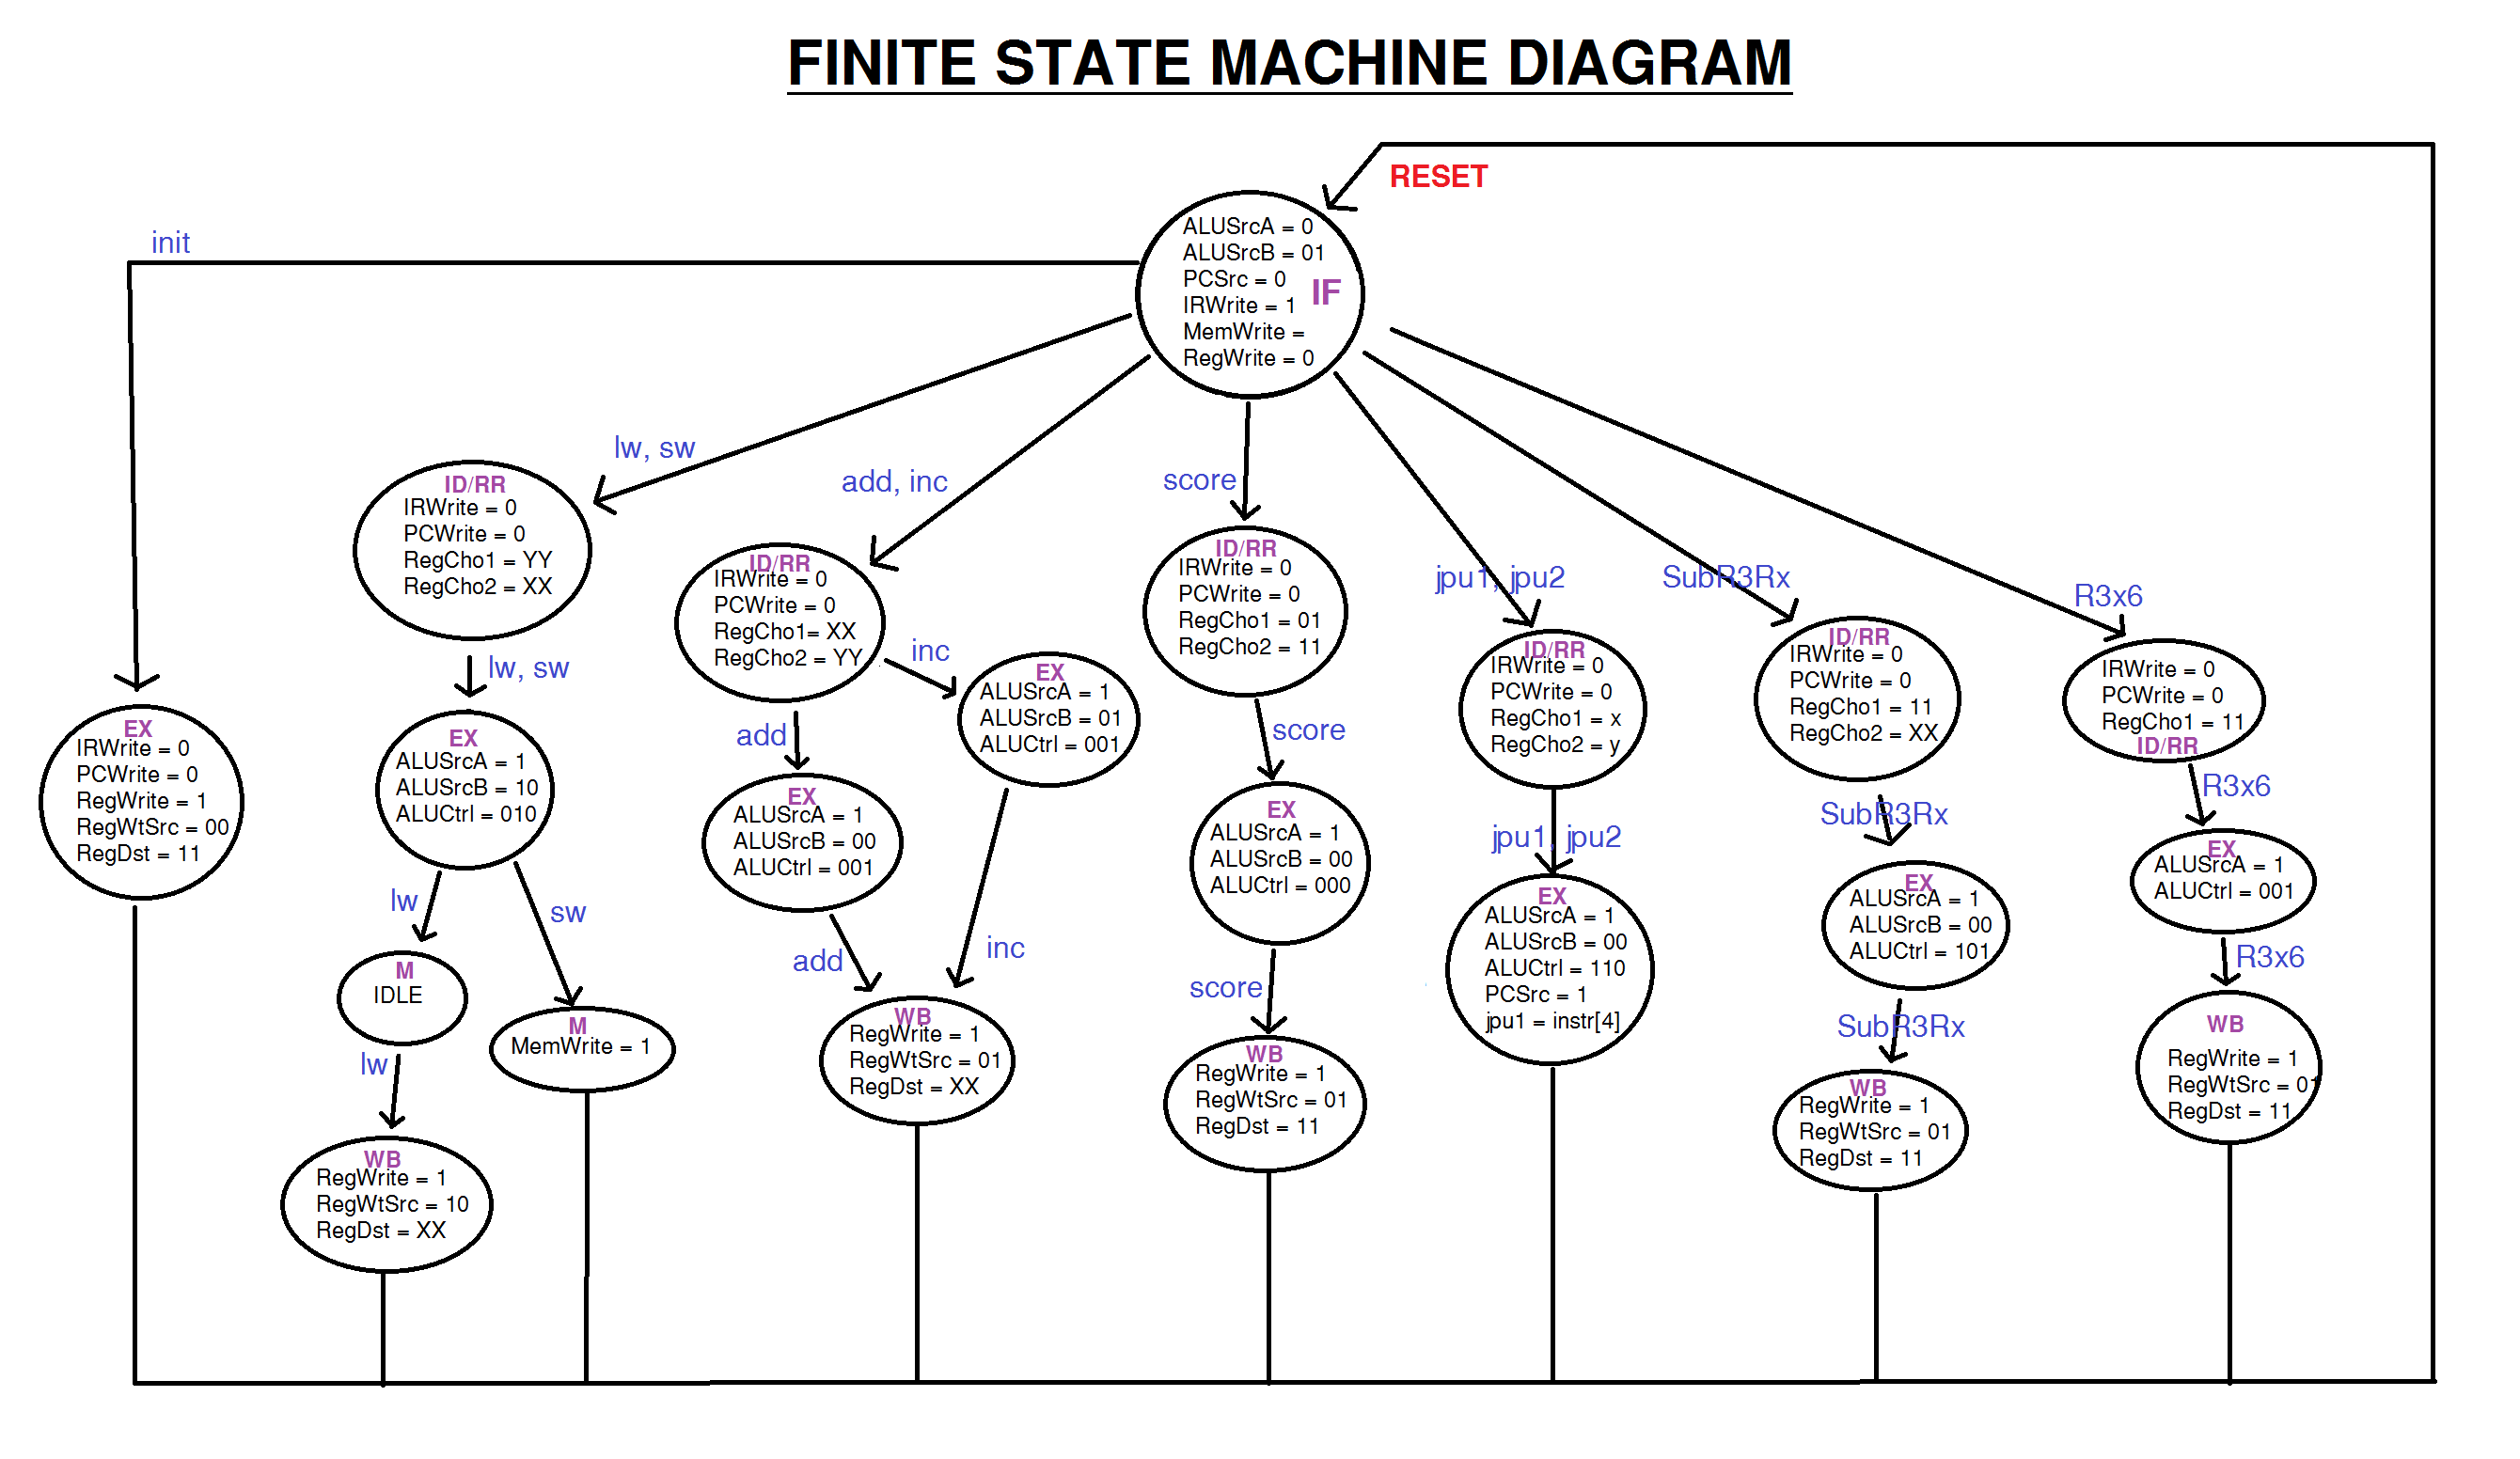 FINITE STATE MACHINE DIAGRAM
RESET
ALUSrcA = 0
ALUSrcB = 01
PCSrc = 0
IRWrite = 1
MemWrite =
RegWrite = 0
IF
init
lw, sw
add, inc
score
jpu1, jpu2
SubR3Rx
R3x6
EX
IRWrite = 0
PCWrite = 0
RegWrite = 1
RegWtSrc = 00
RegDst = 11
ID/RR
IRWrite = 0
PCWrite = 0
RegCho1 = YY
RegCho2 = XX
lw, sw
EX
ALUSrcA = 1
ALUSrcB = 10
ALUCtrl = 010
lw
sw
M
IDLE
lw
M
MemWrite = 1
WB
RegWrite = 1
RegWtSrc = 10
RegDst = XX
ID/RR
IRWrite = 0
PCWrite = 0
RegCho1= XX
RegCho2 = YY
inc
add
EX
ALUSrcA = 1
ALUSrcB = 01
ALUCtrl = 001
EX
ALUSrcA = 1
ALUSrcB = 00
ALUCtrl = 001
add
inc
WB
RegWrite = 1
RegWtSrc = 01
RegDst = XX
ID/RR
IRWrite = 0
PCWrite = 0
RegCho1 = 01
RegCho2 = 11
score
EX
ALUSrcA = 1
ALUSrcB = 00
ALUCtrl = 000
score
WB
RegWrite = 1
RegWtSrc = 01
RegDst = 11
ID/RR
IRWrite = 0
PCWrite = 0
RegCho1 = x
RegCho2 = y
jpu1, jpu2
EX
ALUSrcA = 1
ALUSrcB = 00
ALUCtrl = 110
PCSrc = 1
jpu1 = instr[4]
ID/RR
IRWrite = 0
PCWrite = 0
RegCho1 = 11
RegCho2 = XX
SubR3Rx
EX
ALUSrcA = 1
ALUSrcB = 00
ALUCtrl = 101
SubR3Rx
WB
RegWrite = 1
RegWtSrc = 01
RegDst = 11
IRWrite = 0
PCWrite = 0
RegCho1 = 11
ID/RR
R3x6
EX
ALUSrcA = 1
ALUCtrl = 001
R3x6
WB
RegWrite = 1
RegWtSrc = 01
RegDst = 11